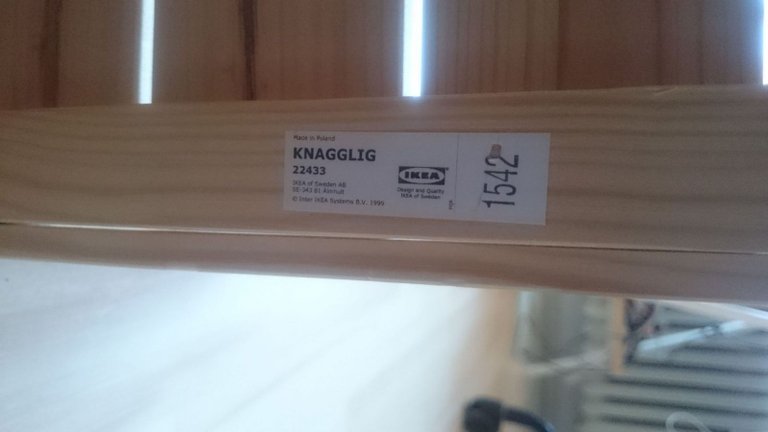 Made in Poland
KNAGGLIG
22433
IKEA of Sweden AB
SE-343 81 Älmhult
© Inter IKEA Systems B.V. 1999
IKEA
Design and Quality
IKEA of Sweden
1542